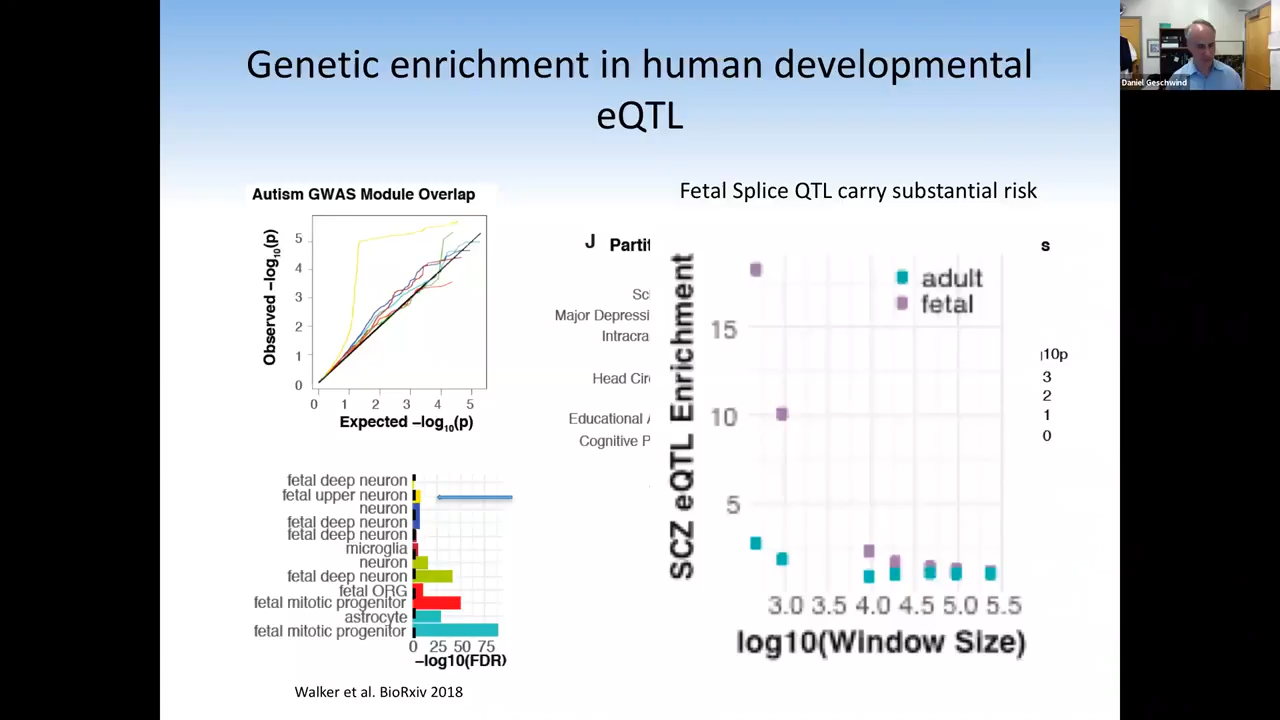 Genetic enrichment in human developmental
eQTL
Daniel Geschwind
Autism GWAS Module Overlap
Observed –log10(p)
5
4
3
2
1
0
0 1 2 3 4 5
Expected –log10(p)
fetal deep neuron
fetal upper neuron
neuron
fetal deep neuron
fetal deep neuron
microglia
neuron
fetal deep neuron
fetal ORG
fetal mitotic progenitor
astrocyte
fetal mitotic progenitor
0 25 50 75
–log10(FDR)
Walker et al. BioRxiv 2018
Fetal Splice QTL carry substantial risk
J Partit
s
Sc
Major Depressi
Intracra
Head Cir
Educational
Cognitive P
SCZ eQTL Enrichment
adult
fetal
15
10
5
3.0 3.5 4.0 4.5 5.0 5.5
log10(Window Size)
10p
3
2
1
0